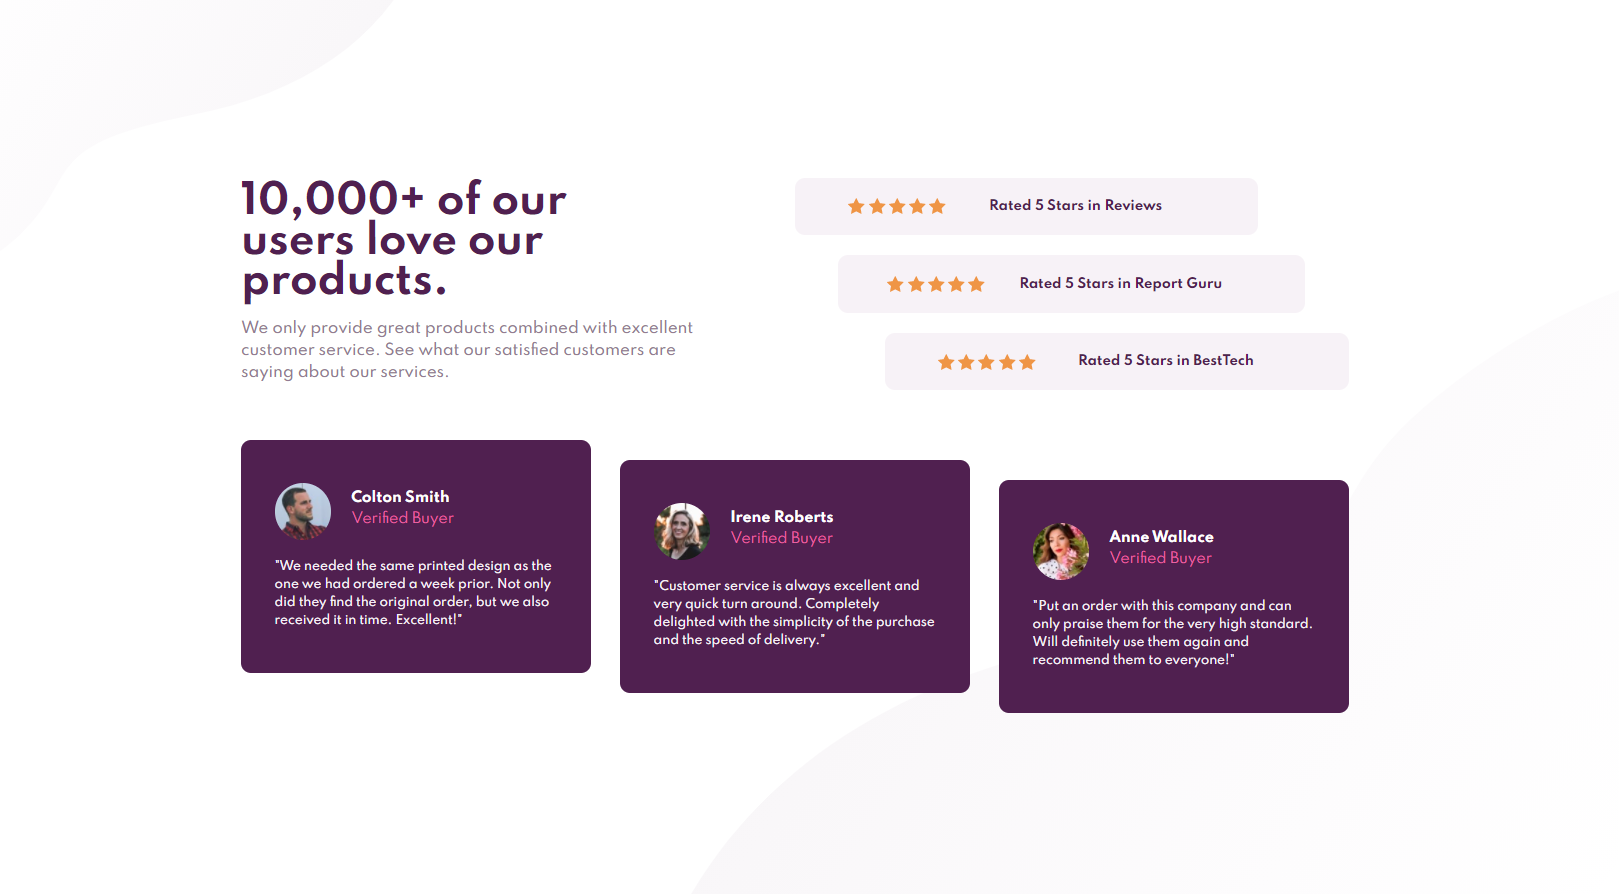 10,000+ of our
users love our
products.
We only provide great products combined with excellent
customer service. See what our satisfied customers are
saying about our services.
Rated 5 Stars in Reviews
Rated 5 Stars in Report Guru
Rated 5 Stars in BestTech
Colton Smith
Verified Buyer
"We needed the same printed design as the
one we had ordered a week prior. Not only
did they find the original order, but we also
received it in time. Excellent!"
Irene Roberts
Verified Buyer
"Customer service is always excellent and
very quick turn around. Completely
delighted with the simplicity of the purchase
and the speed of delivery."
Anne Wallace
Verified Buyer
"Put an order with this company and can
only praise them for the very high standard.
Will definitely use them again and
recommend them to everyone!"